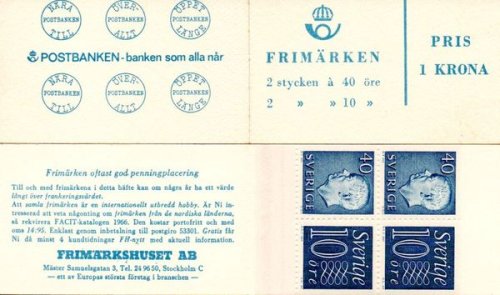 NÄRA
TILL
POSTBANKEN
ÖVER-
ALLT
POSTBANKEN
ÖPPET
LÄNGE
POSTBANKEN
POSTBANKEN - banken som alla når
NÄRA
TILL
POSTBANKEN
ÖVER-
ALLT
POSTBANKEN
ÖPPET
LÄNGE
POSTBANKEN
FRIMÄRKEN
2 stycken à 40 öre
2 » » 10 »
PRIS
1 KRONA
Frimärken oftast god penningplacering
Till och med frimärkena i detta häfte kan om några år ha ett värde
långt över frankeringsvärdet.
Att samla frimärken är en internationellt utbredd hobby. Är Ni in-
tresserad att veta någonting om frimärken från de nordiska länderna,
så rekvirera FACIT-katalogen 1966. Den kostar portofritt och med
oms 14:95. Enklast genom inbetalning till postgiro 53301. Gratis får
Ni då minst 4 kundtidningar FH-nytt med aktuell information.
FRIMÄRKSHUSET AB
Mäster Samuelsgatan 3, Tel. 24 96 50, Stockholm C
— ett av Europas största företag i branschen —
SVERIGE
40
SVERIGE
40
Sverige
10
ÖRE
Sverige
10
ÖRE